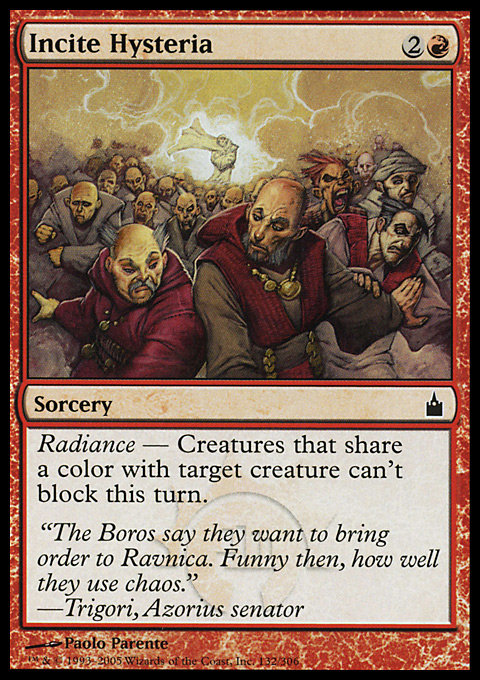 Incite Hysteria 2
Sorcery
Radiance — Creatures that share
a color with target creature can't
block this turn.
"The Boros say they want to bring
order to Ravnica. Funny then, how well
they use chaos."
—Trigori, Azorius senator
Paolo Parente
™ & © 1993–2005 Wizards of the Coast, Inc. 132/306